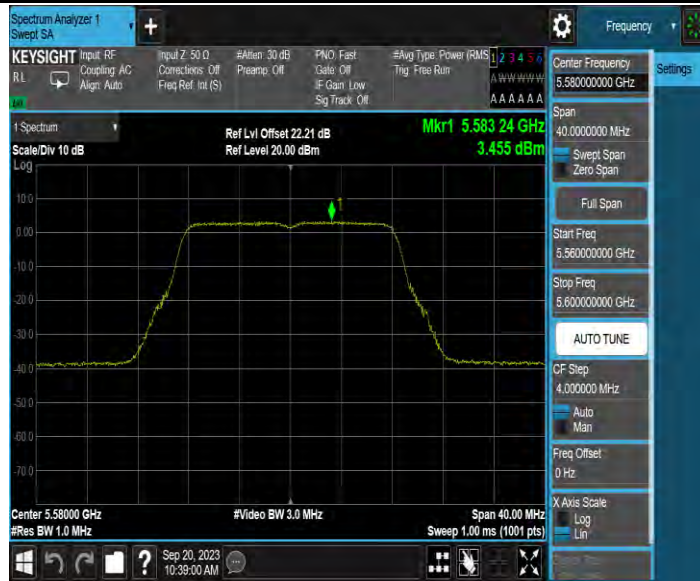 Spectrum Analyzer 1
Swept SA
Frequency
KEYSIGHT
RL
Input: RF
Coupling: AC
Align: Auto
Input Z: 50 Ω
Corrections: Off
Freq Ref: Int (S)
#Atten: 30 dB
Preamp: Off
PNO: Fast
Gate: Off
IF Gain: Low
Sig Track: Off
#Avg Type: Power (RMS
Trig: Free Run
1 2 3 4 5 6
A W W W W W
A A A A A A
1 Spectrum
Scale/Div 10 dB
Log
Ref Lvl Offset 22.21 dB
Ref Level 20.00 dBm
Mkr1 5.583 24 GHz
3.455 dBm
10.0
0.00
-10.0
-20.0
-30.0
-40.0
-50.0
-60.0
-70.0
1
Center 5.58000 GHz
#Res BW 1.0 MHz
#Video BW 3.0 MHz
Span 40.00 MHz
Sweep 1.00 ms (1001 pts)
Center Frequency
5.580000000 GHz
Settings
Span
40.0000000 MHz
Swept Span
Zero Span
Full Span
Start Freq
5.560000000 GHz
Stop Freq
5.600000000 GHz
AUTO TUNE
CF Step
4.000000 MHz
Auto
Man
Freq Offset
0 Hz
X Axis Scale
Log
Lin
?
Sep 20, 2023
10:39:00 AM